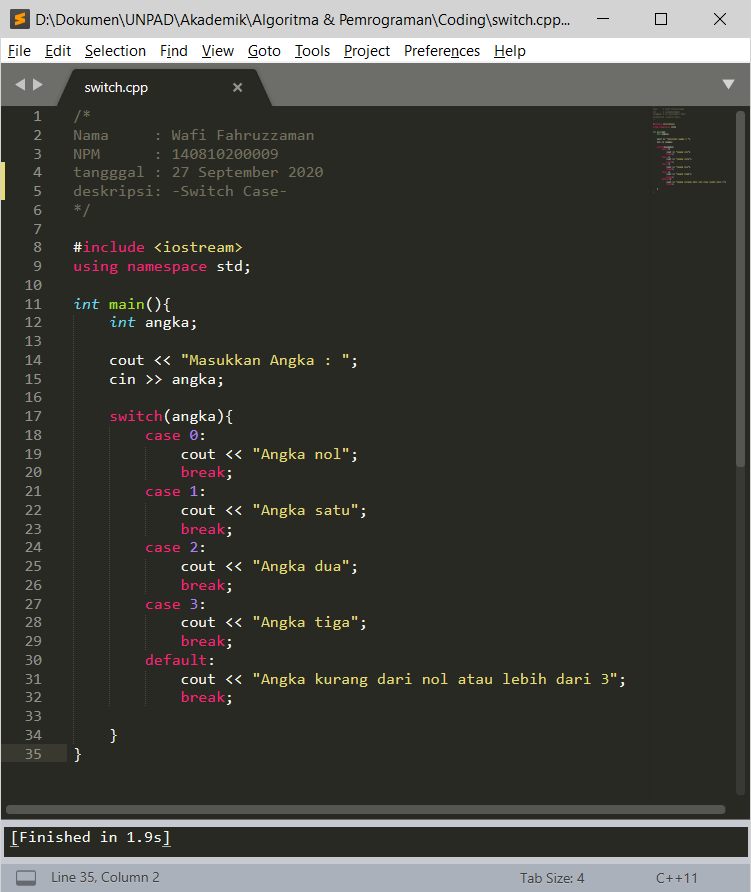 D:\Dokumen\UNPAD\Akademik\Algoritma & Pemrograman\Coding\switch.cpp...
File Edit Selection Find View Goto Tools Project Preferences Help
switch.cpp
1 /*
2 Nama     : Wafi Fahruzzaman
3 NPM      : 140810200009
4 tangggal : 27 September 2020
5 deskripsi: -Switch Case-
6 */
7
8 #include <iostream>
9 using namespace std;
10
11 int main(){
12     int angka;
13
14     cout << "Masukkan Angka : ";
15     cin >> angka;
16
17     switch(angka){
18         case 0:
19             cout << "Angka nol";
20             break;
21         case 1:
22             cout << "Angka satu";
23             break;
24         case 2:
25             cout << "Angka dua";
26             break;
27         case 3:
28             cout << "Angka tiga";
29             break;
30         default:
31             cout << "Angka kurang dari nol atau lebih dari 3";
32             break;
33
34     }
35 }
[Finished in 1.9s]
Line 35, Column 2 Tab Size: 4 C++11